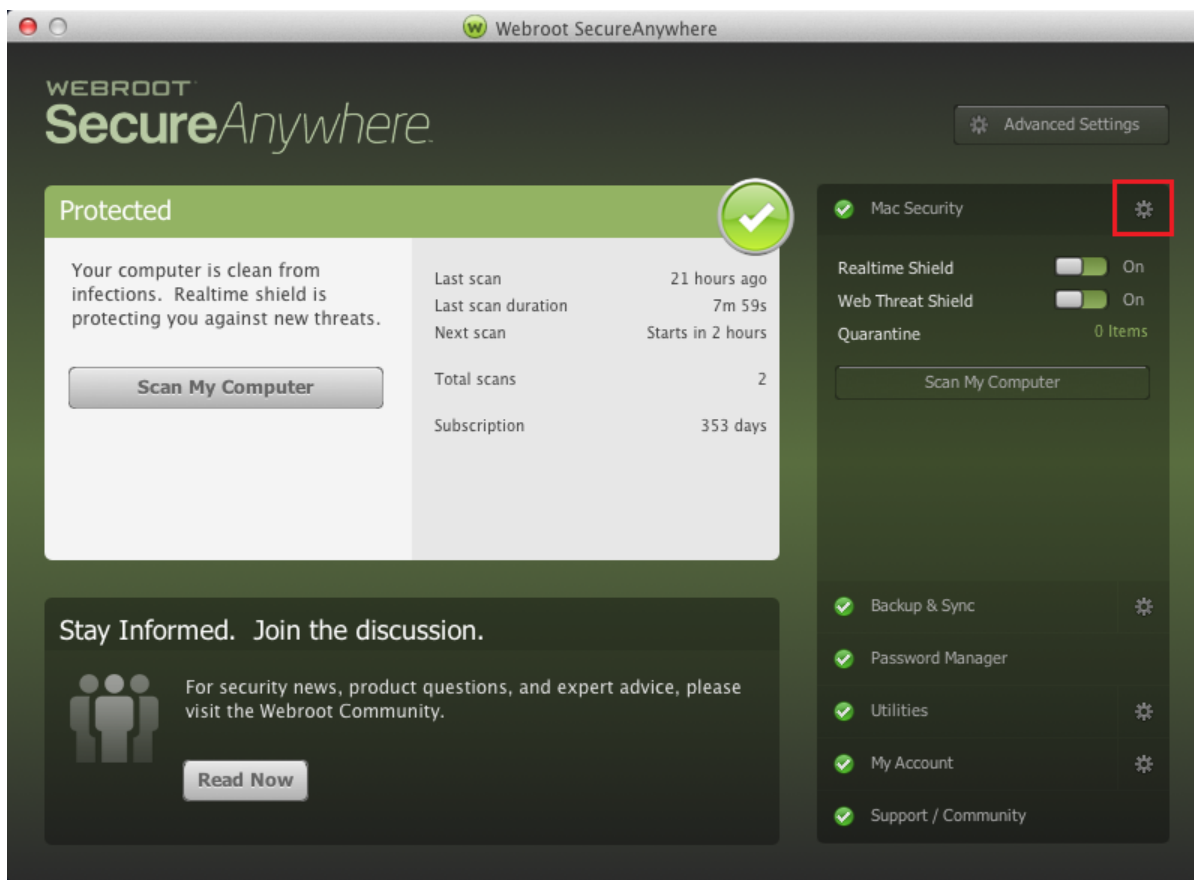 Webroot SecureAnywhere
WEBROOT
SecureAnywhere
Advanced Settings
Protected
Your computer is clean from
infections. Realtime shield is
protecting you against new threats.
Scan My Computer
Last scan 21 hours ago
Last scan duration 7m 59s
Next scan Starts in 2 hours
Total scans 2
Subscription 353 days
Mac Security
Realtime Shield On
Web Threat Shield On
Quarantine 0 Items
Scan My Computer
Backup & Sync
Password Manager
Utilities
My Account
Support / Community
Stay Informed. Join the discussion.
For security news, product questions, and expert advice, please
visit the Webroot Community.
Read Now